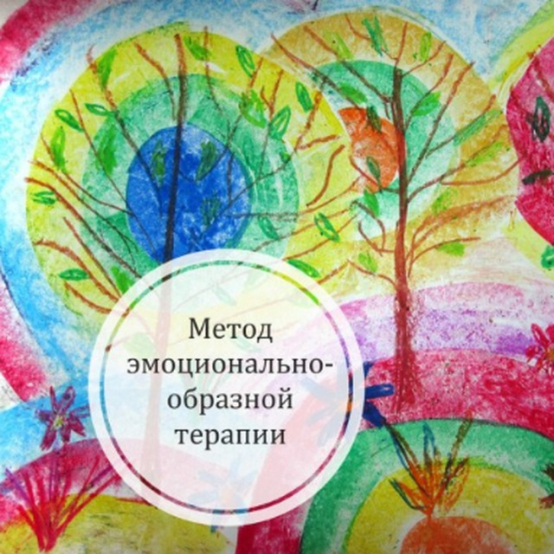 Метод
эмоционально-
образной
терапии